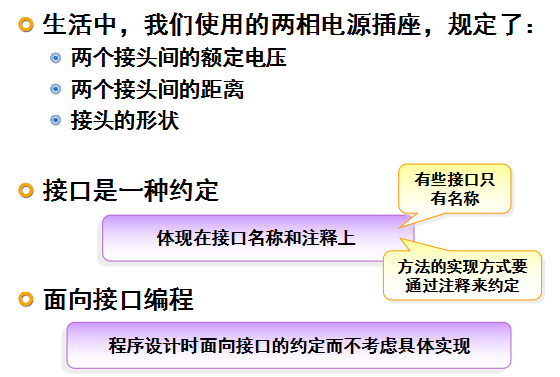 生活中，我们使用的两相电源插座，规定了：
两个接头间的额定电压
两个接头间的距离
接头的形状
接口是一种约定
有些接口只
有名称
体现在接口名称和注释上
方法的实现方式要
通过注释来约定
面向接口编程
程序设计时面向接口的约定而不考虑具体实现